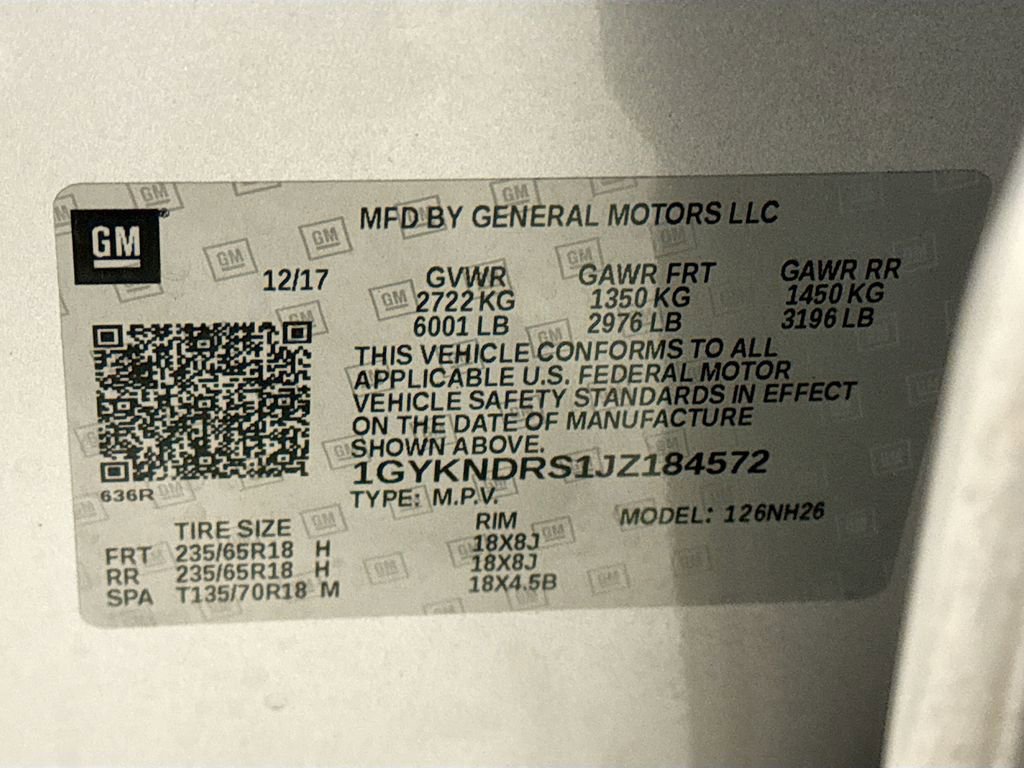 GM
MFD BY GENERAL MOTORS LLC
12/17 GVWR GAWR FRT GAWR RR
2722 KG 1350 KG 1450 KG
6001 LB 2976 LB 3196 LB
THIS VEHICLE CONFORMS TO ALL
APPLICABLE U.S. FEDERAL MOTOR
VEHICLE SAFETY STANDARDS IN EFFECT
ON THE DATE OF MANUFACTURE
SHOWN ABOVE.
1GYKNDRS1JZ184572
636R
TYPE: M.P.V. MODEL: 126NH26
TIRE SIZE RIM
FRT 235/65R18 H 18X8J
RR 235/65R18 H 18X8J
SPA T135/70R18 M 18X4.5B